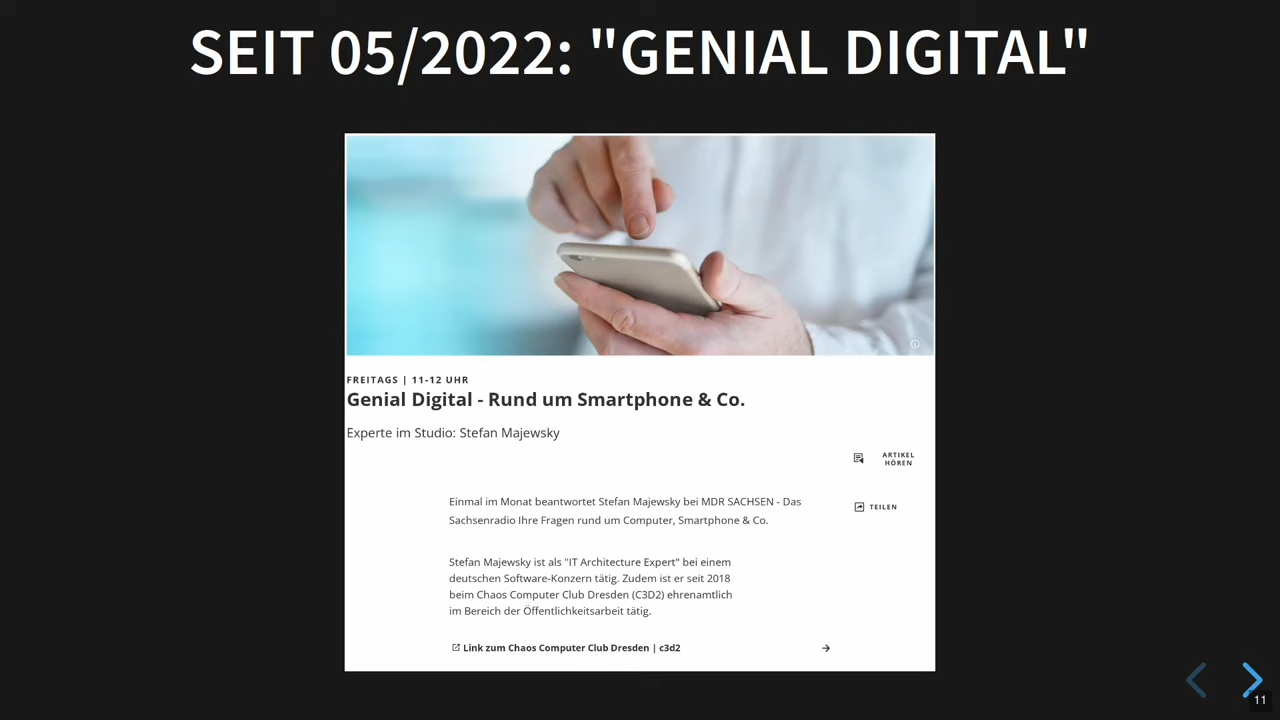 SEIT 05/2022: "GENIAL DIGITAL"
FREITAGS | 11-12 UHR
Genial Digital - Rund um Smartphone & Co.
Experte im Studio: Stefan Majewsky
ARTIKEL
HÖREN
Einmal im Monat beantwortet Stefan Majewsky bei MDR SACHSEN - Das
Sachsenradio Ihre Fragen rund um Computer, Smartphone & Co.
TEILEN
Stefan Majewsky ist als "IT Architecture Expert" bei einem
deutschen Software-Konzern tätig. Zudem ist er seit 2018
beim Chaos Computer Club Dresden (C3D2) ehrenamtlich
im Bereich der Öffentlichkeitsarbeit tätig.
Link zum Chaos Computer Club Dresden | c3d2
11